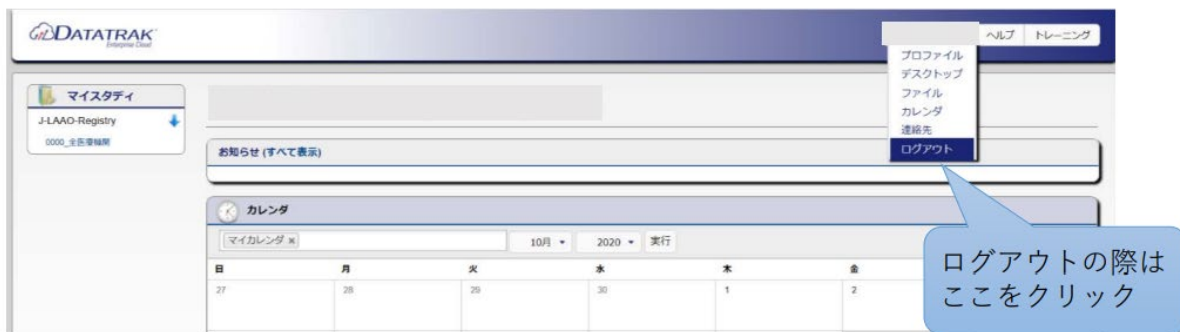 DATATRAK
Enterprise Cloud
ヘルプ トレーニング
プロファイル
デスクトップ
ファイル
カレンダ
連絡先
ログアウト
マイスタディ
J-LAAO-Registry
0000_全医療機関
お知らせ (すべて表示)
カレンダ
マイカレンダ × 10月 2020 実行
日 月 火 水 木 金
27 28 29 30 1 2
ログアウトの際は
ここをクリック